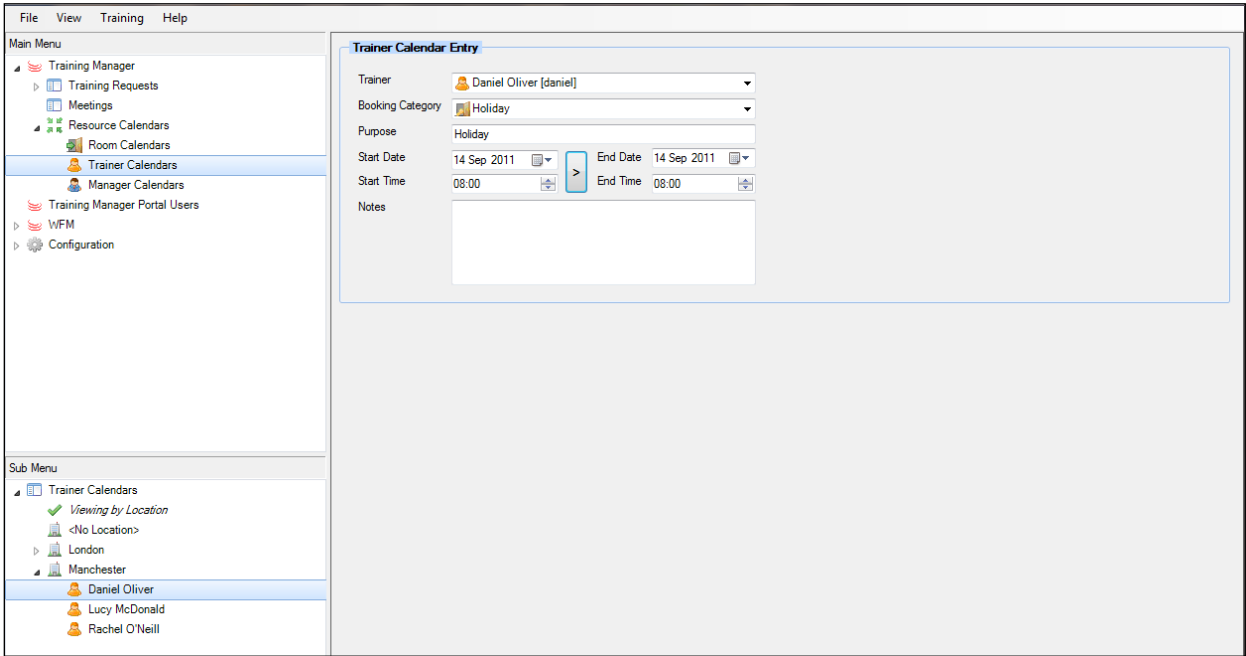 File View Training Help
Main Menu
Training Manager
Training Requests
Meetings
Resource Calendars
Room Calendars
Trainer Calendars
Manager Calendars
Training Manager Portal Users
WFM
Configuration
Sub Menu
Trainer Calendars
Viewing by Location
<No Location>
London
Manchester
Daniel Oliver
Lucy McDonald
Rachel O'Neill
Trainer Calendar Entry
Trainer Daniel Oliver [daniel]
Booking Category Holiday
Purpose Holiday
Start Date 14 Sep 2011 > End Date 14 Sep 2011
Start Time 08:00 End Time 08:00
Notes